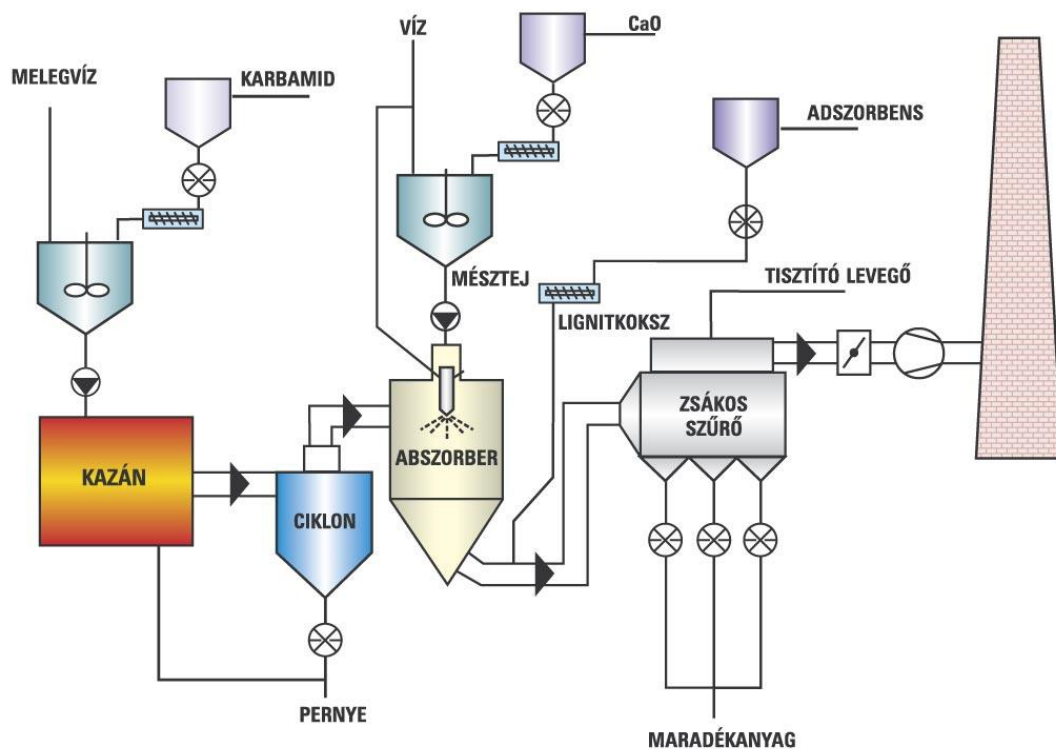 VÍZ
CaO
MELEGVÍZ
KARBAMID
ADSZORBENS
MÉSZTEJ
TISZTÍTÓ LEVEGŐ
LIGNITKOKSZ
ZSÁKOS
SZŰRŐ
ABSZORBER
KAZÁN
CIKLON
PERNYE
MARADÉKANYAG